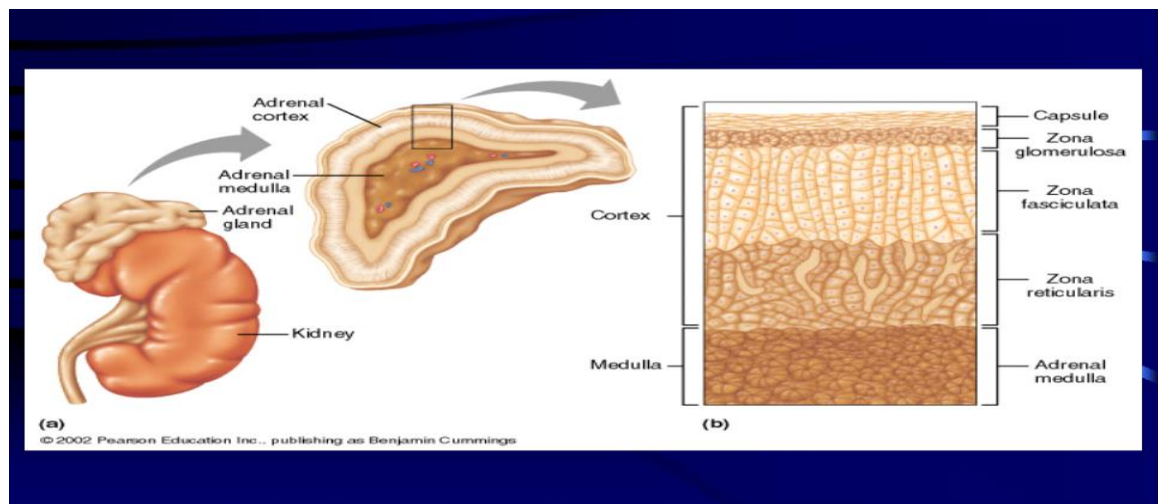 Adrenal
cortex
Adrenal
medulla
Adrenal
gland
Kidney
(a)
© 2002 Pearson Education Inc., publishing as Benjamin Cummings
Cortex
Medulla
Capsule
Zona
glomerulosa
Zona
fasciculata
Zona
reticularis
Adrenal
medulla
(b)